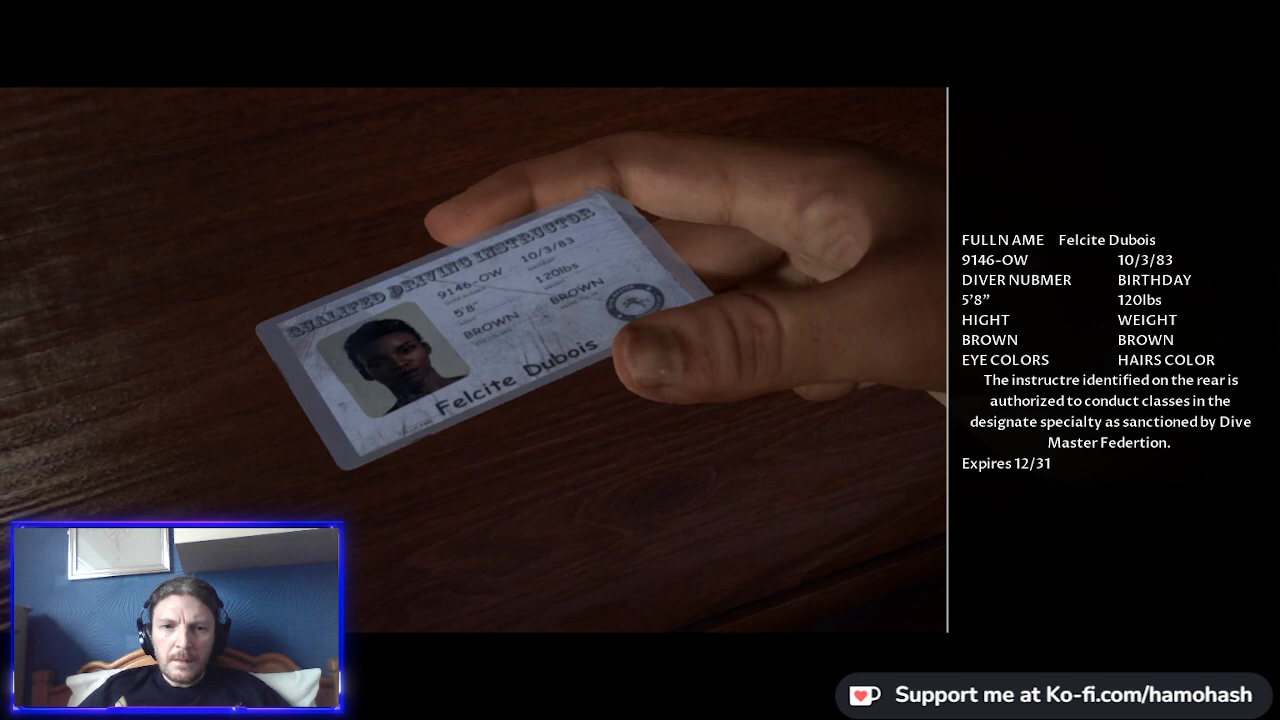 QUALIFED DRIVING INSTRUCTOR
9146-OW 10/3/83
5'8" 120lbs
BROWN BROWN
Felcite Dubois
FULLN AME Felcite Dubois
9146-OW 10/3/83
DIVER NUBMER BIRTHDAY
5'8” 120lbs
HIGHT WEIGHT
BROWN BROWN
EYE COLORS HAIRS COLOR
The instructre identified on the rear is
authorized to conduct classes in the
designate specialty as sanctioned by Dive
Master Federtion.
Expires 12/31
Support me at Ko-fi.com/hamohash